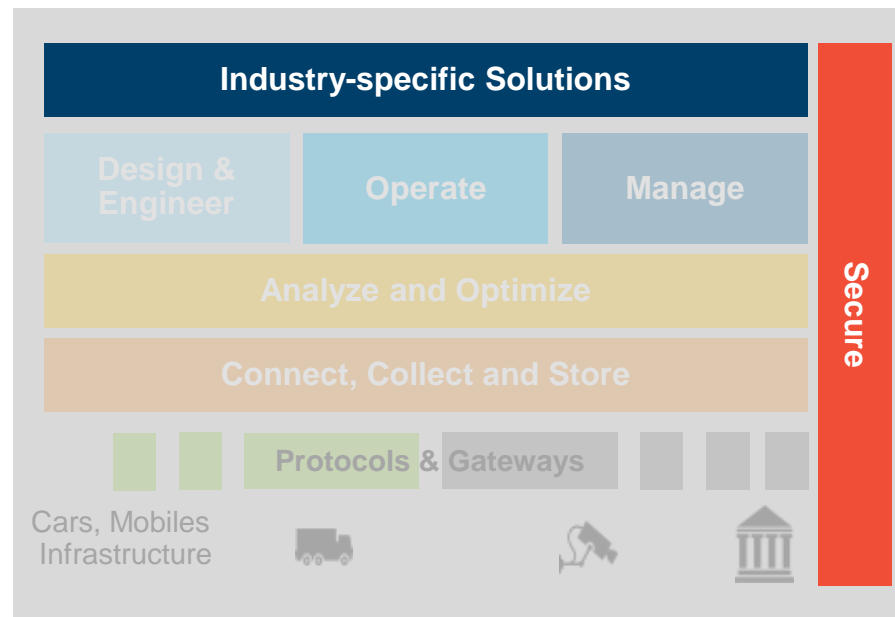 Industry-specific Solutions
Design &
Engineer
Operate
Manage
Analyze and Optimize
Connect, Collect and Store
Protocols & Gateways
Cars, Mobiles
Infrastructure
Secure